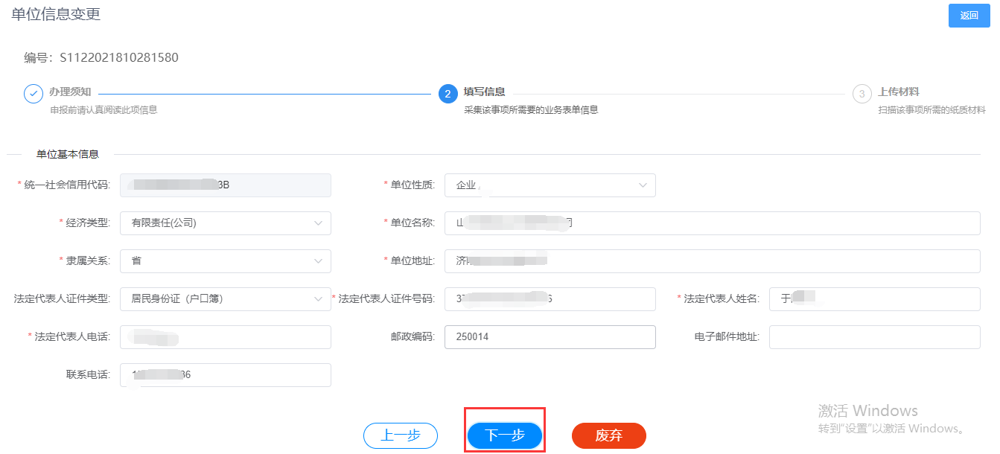 单位信息变更
返回
编号：S1122021810281580
办理须知
申报前请认真阅读此项信息
2 填写信息
采集该事项所需要的业务表单信息
3 上传材料
扫描该事项所需的纸质材料
单位基本信息
* 统一社会信用代码: 3B
* 单位性质: 企业
* 经济类型: 有限责任(公司)
* 单位名称: 山
* 隶属关系: 省
* 单位地址: 济
法定代表人证件类型: 居民身份证（户口簿）
* 法定代表人证件号码: 3 6
* 法定代表人姓名: 于
* 法定代表人电话:
邮政编码: 250014
电子邮件地址:
联系电话: 1 36
上一步
下一步
废弃
激活 Windows
转到“设置”以激活 Windows。